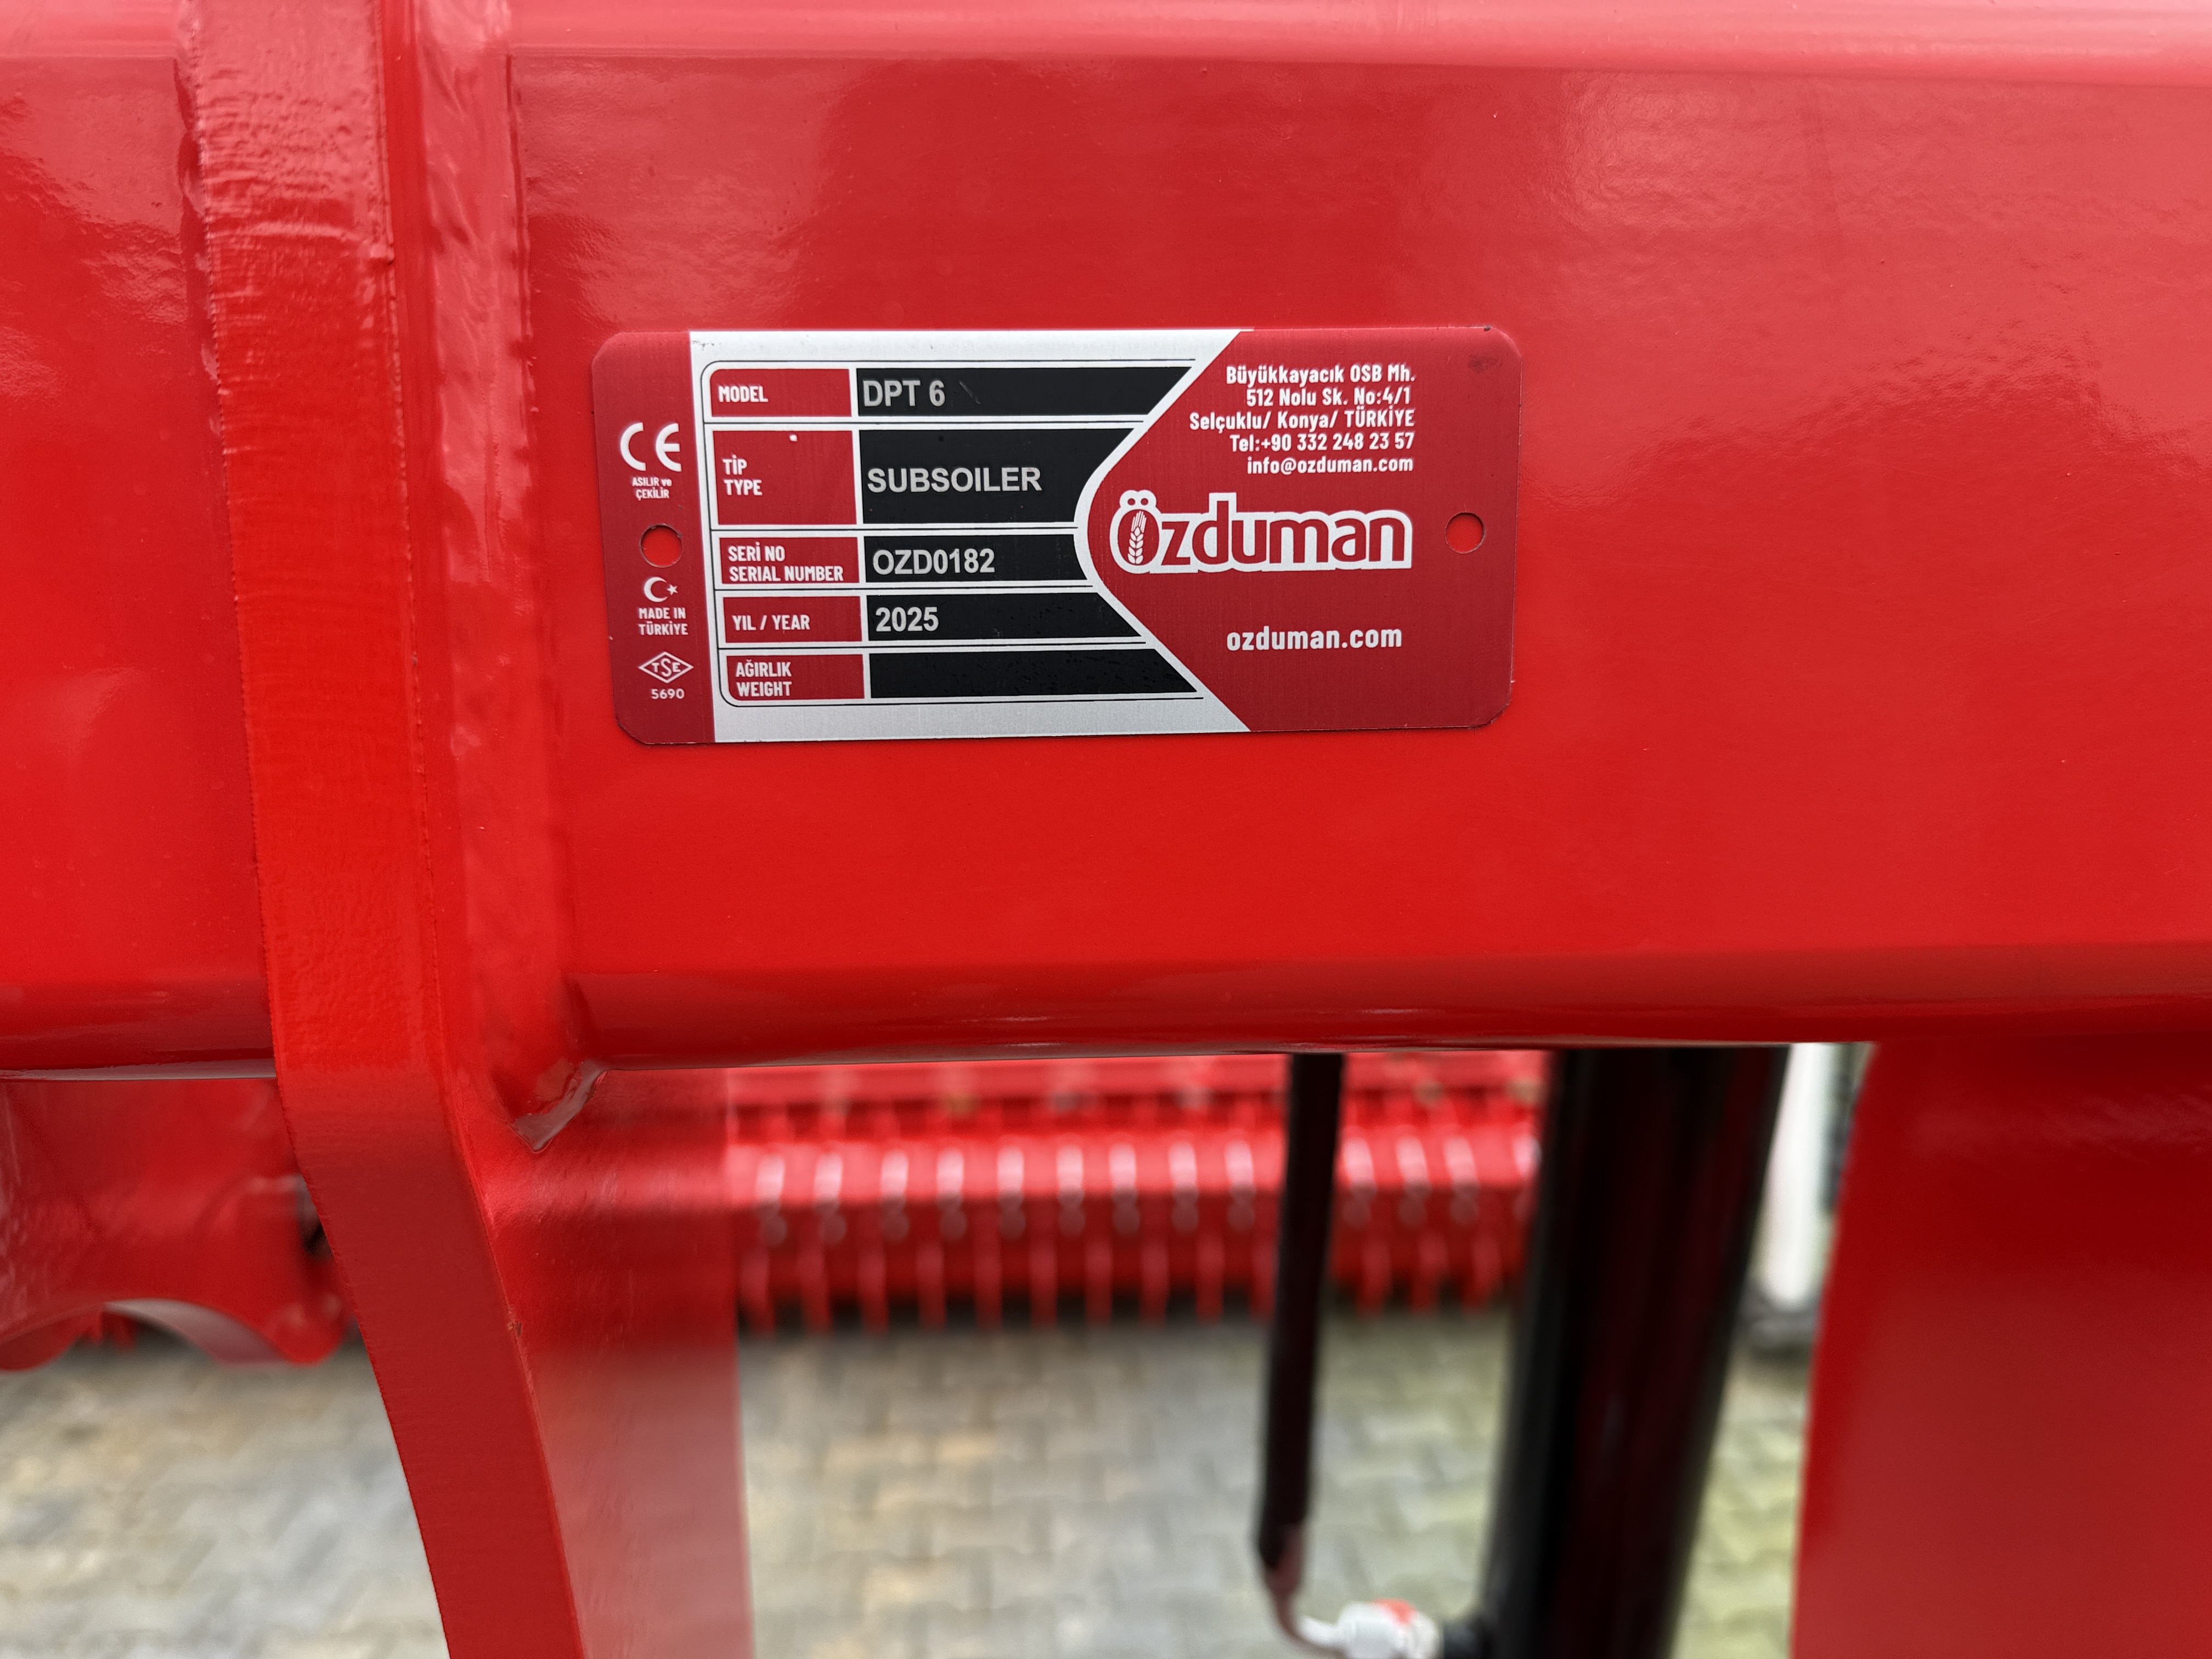 CE
ASILIR ve
ÇEKİLİR
MADE IN
TÜRKİYE
TSE
5690
MODEL
DPT 6
TİP
TYPE
SUBSOILER
SERİ NO
SERIAL NUMBER
OZD0182
YIL / YEAR
2025
AĞIRLIK
WEIGHT
Büyükkayacık OSB Mh.
512 Nolu Sk. No:4/1
Selçuklu/ Konya/ TÜRKİYE
Tel:+90 332 248 23 57
info@ozduman.com
Özduman
ozduman.com